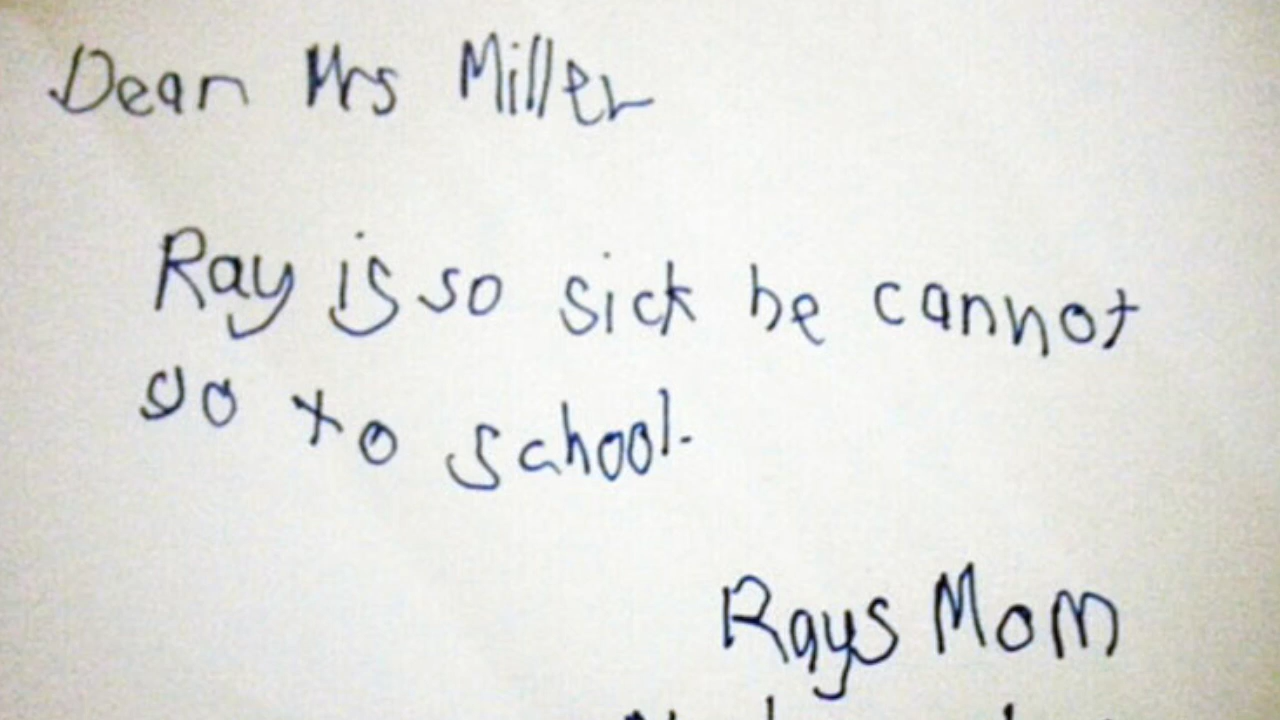 Dear Mrs Miller
Ray is so sick he cannot
go to school.
Rays Mom